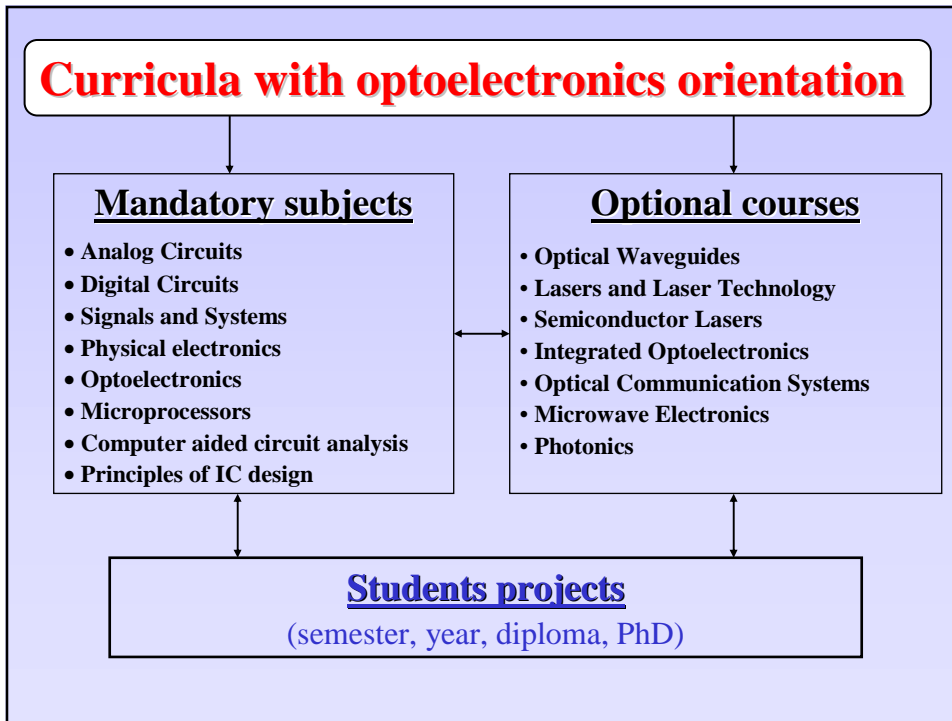 Curricula with optoelectronics orientation
Mandatory subjects
• Analog Circuits
• Digital Circuits
• Signals and Systems
• Physical electronics
• Optoelectronics
• Microprocessors
• Computer aided circuit analysis
• Principles of IC design
Optional courses
• Optical Waveguides
• Lasers and Laser Technology
• Semiconductor Lasers
• Integrated Optoelectronics
• Optical Communication Systems
• Microwave Electronics
• Photonics
Students projects
(semester, year, diploma, PhD)